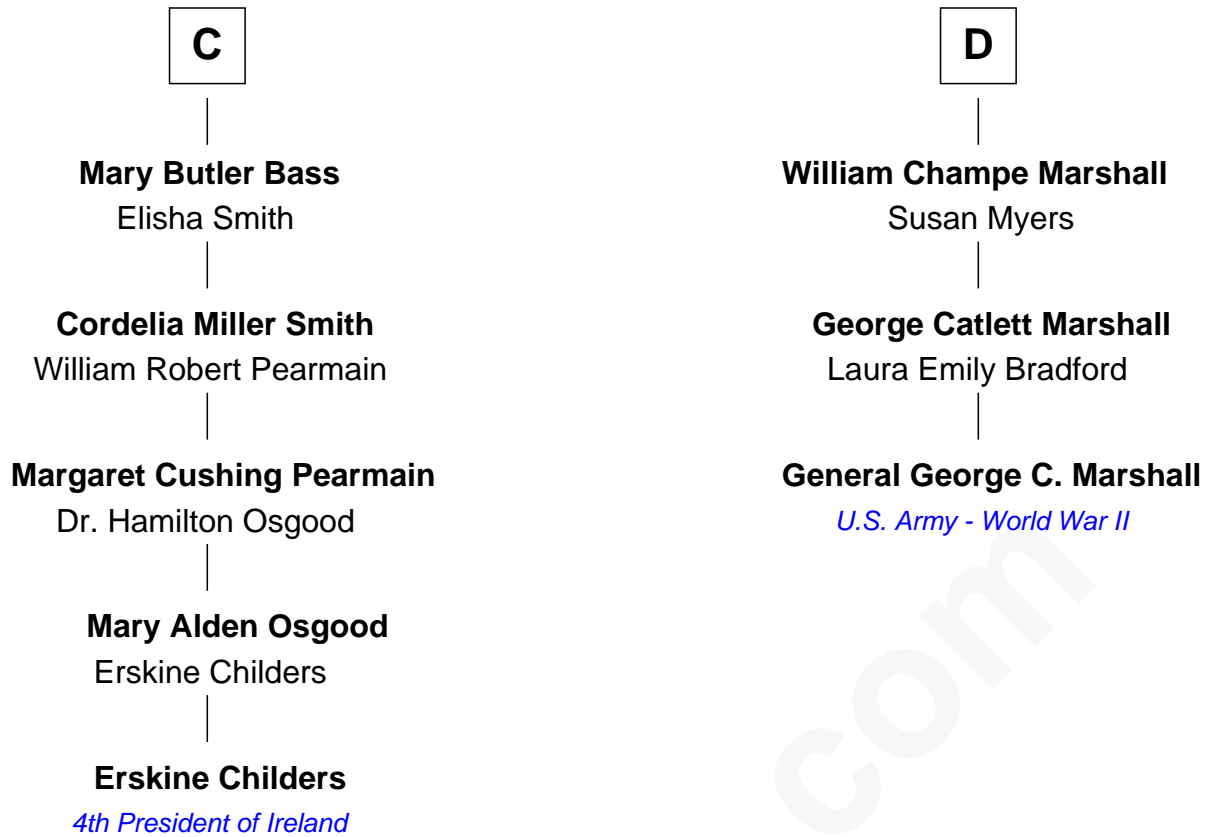 C
Mary Butler Bass
Elisha Smith
Cordelia Miller Smith
William Robert Pearmain
Margaret Cushing Pearmain
Dr. Hamilton Osgood
Mary Alden Osgood
Erskine Childers
Erskine Childers
4th President of Ireland
D
William Champe Marshall
Susan Myers
George Catlett Marshall
Laura Emily Bradford
General George C. Marshall
U.S. Army - World War II
com